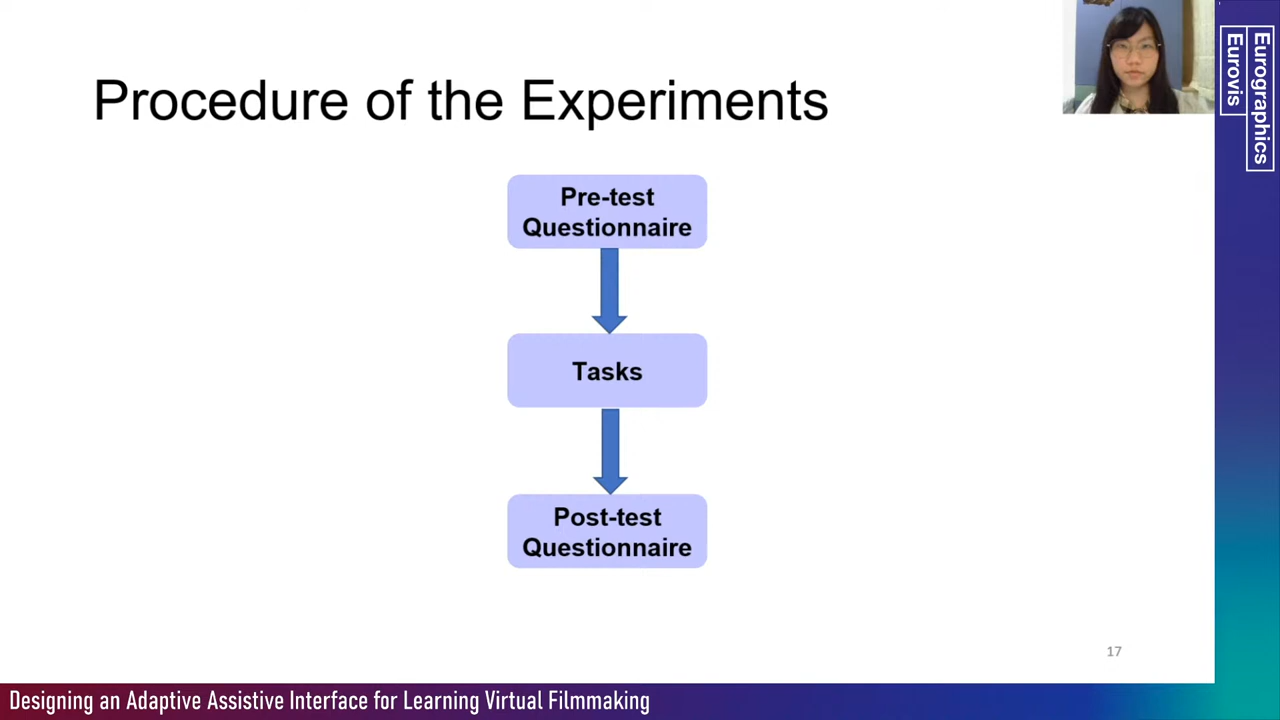 Procedure of the Experiments
Pre-test
Questionnaire
Tasks
Post-test
Questionnaire
17
Designing an Adaptive Assistive Interface for Learning Virtual Filmmaking
Eurographics
Eurovis